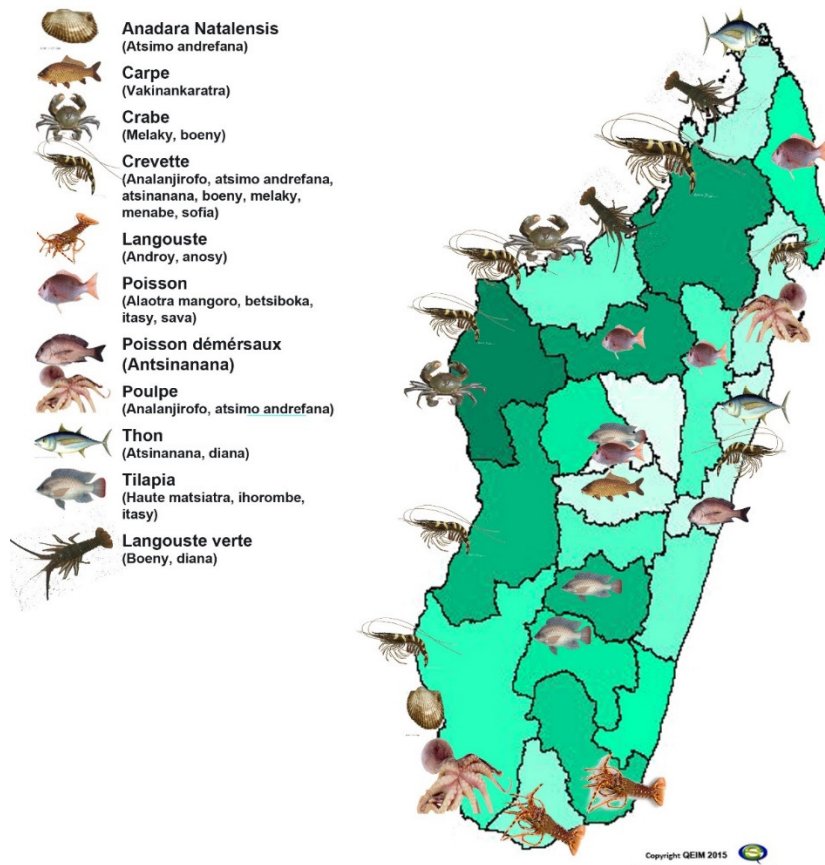 Anadara Natalensis
(Atsimo andrefana)
Carpe
(Vakinankaratra)
Crabe
(Melaky, boeny)
Crevette
(Analanjirofo, atsimo andrefana,
atsinanana, boeny, melaky,
menabe, sofia)
Langouste
(Androy, anosy)
Poisson
(Alaotra mangoro, betsiboka,
itasy, sava)
Poisson démérsaux
(Antsinanana)
Poulpe
(Analanjirofo, atsimo andrefana)
Thon
(Atsinanana, diana)
Tilapia
(Haute matsiatra, ihorombe,
itasy)
Langouste verte
(Boeny, diana)
Copyright QEIM 2015